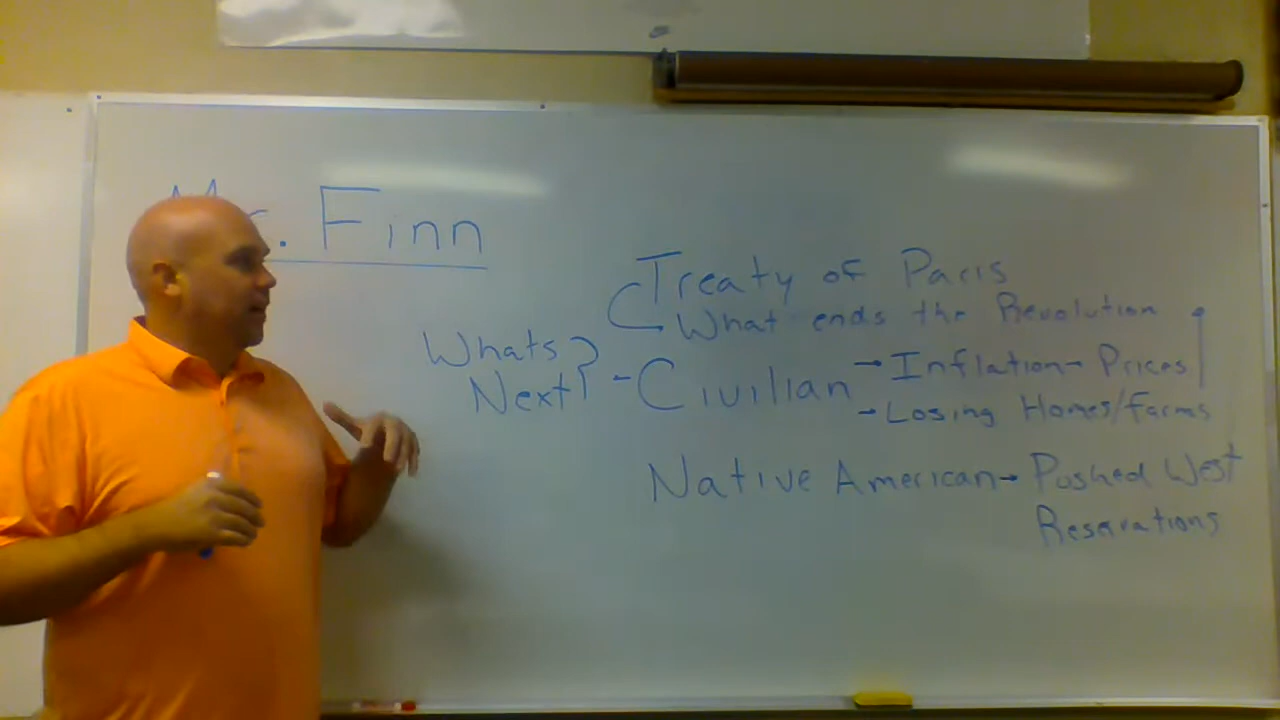 Mr. Finn
Treaty of Paris
What ends the Revolution
Whats
Next?
- Civilian → Inflation → Prices
→ Losing Homes/Farms
Native American → Pushed West
Reservations